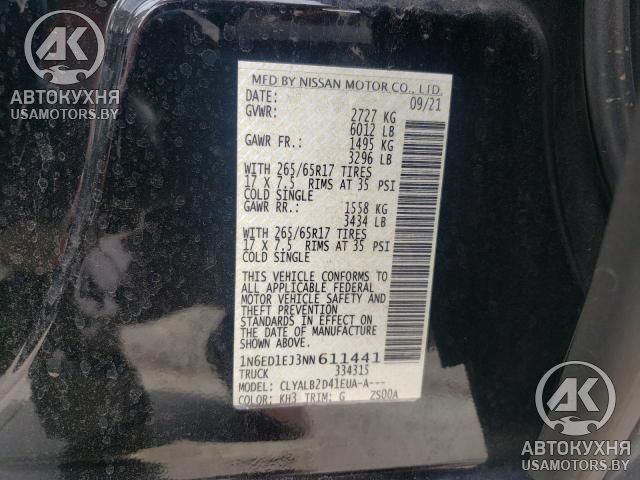 AK
АВТОКУХНЯ
USAMOTORS.BY
MFD BY NISSAN MOTOR CO., LTD.
DATE: 09/21
GVWR: 2727 KG
6012 LB
GAWR FR.: 1495 KG
3296 LB
WITH 265/65R17 TIRES
17 X 7.5 RIMS AT 35 PSI
COLD SINGLE
GAWR RR.: 1558 KG
3434 LB
WITH 265/65R17 TIRES
17 X 7.5 RIMS AT 35 PSI
COLD SINGLE
THIS VEHICLE CONFORMS TO
ALL APPLICABLE FEDERAL
MOTOR VEHICLE SAFETY AND
THEFT PREVENTION
STANDARDS IN EFFECT ON
THE DATE OF MANUFACTURE
SHOWN ABOVE.
1N6ED1EJ3NN611441
TRUCK 334315
MODEL: CLYALB2D41EUA-A---
COLOR: KH3 TRIM: G ZS00A
AK
АВТОКУХНЯ
USAMOTORS.BY